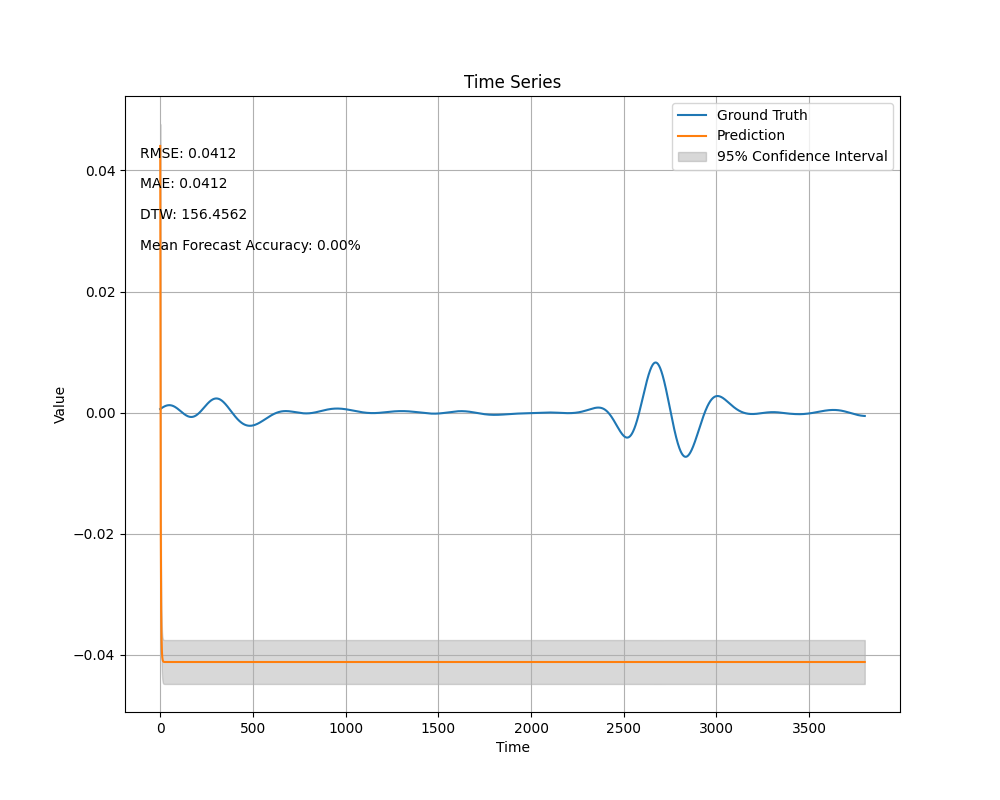 Time Series
Ground Truth
Prediction
95% Confidence Interval
RMSE: 0.0412
MAE: 0.0412
DTW: 156.4562
Mean Forecast Accuracy: 0.00%
Value
0.04
0.02
0.00
−0.02
−0.04
0 500 1000 1500 2000 2500 3000 3500
Time